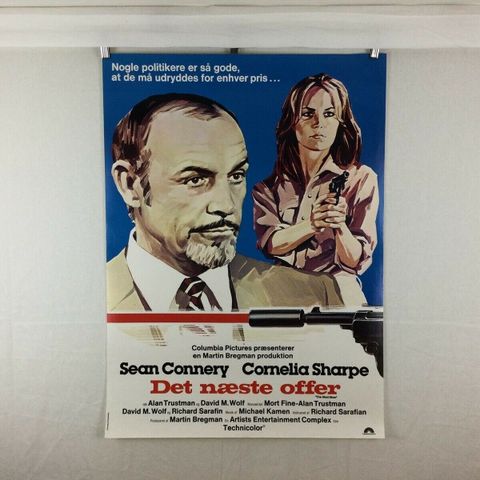 Nogle politikere er så gode,
at de må udryddes for enhver pris...
Columbia Pictures præsenterer
en Martin Bregman produktion
Sean Connery Cornelia Sharpe
Det næste offer
Alan Trustman og David M. Wolf Mort Fine-Alan Trustman
David M. Wolf og Richard Sarafin Michael Kamen Richard Sarafian
Martin Bregman Artists Entertainment Complex
Technicolor